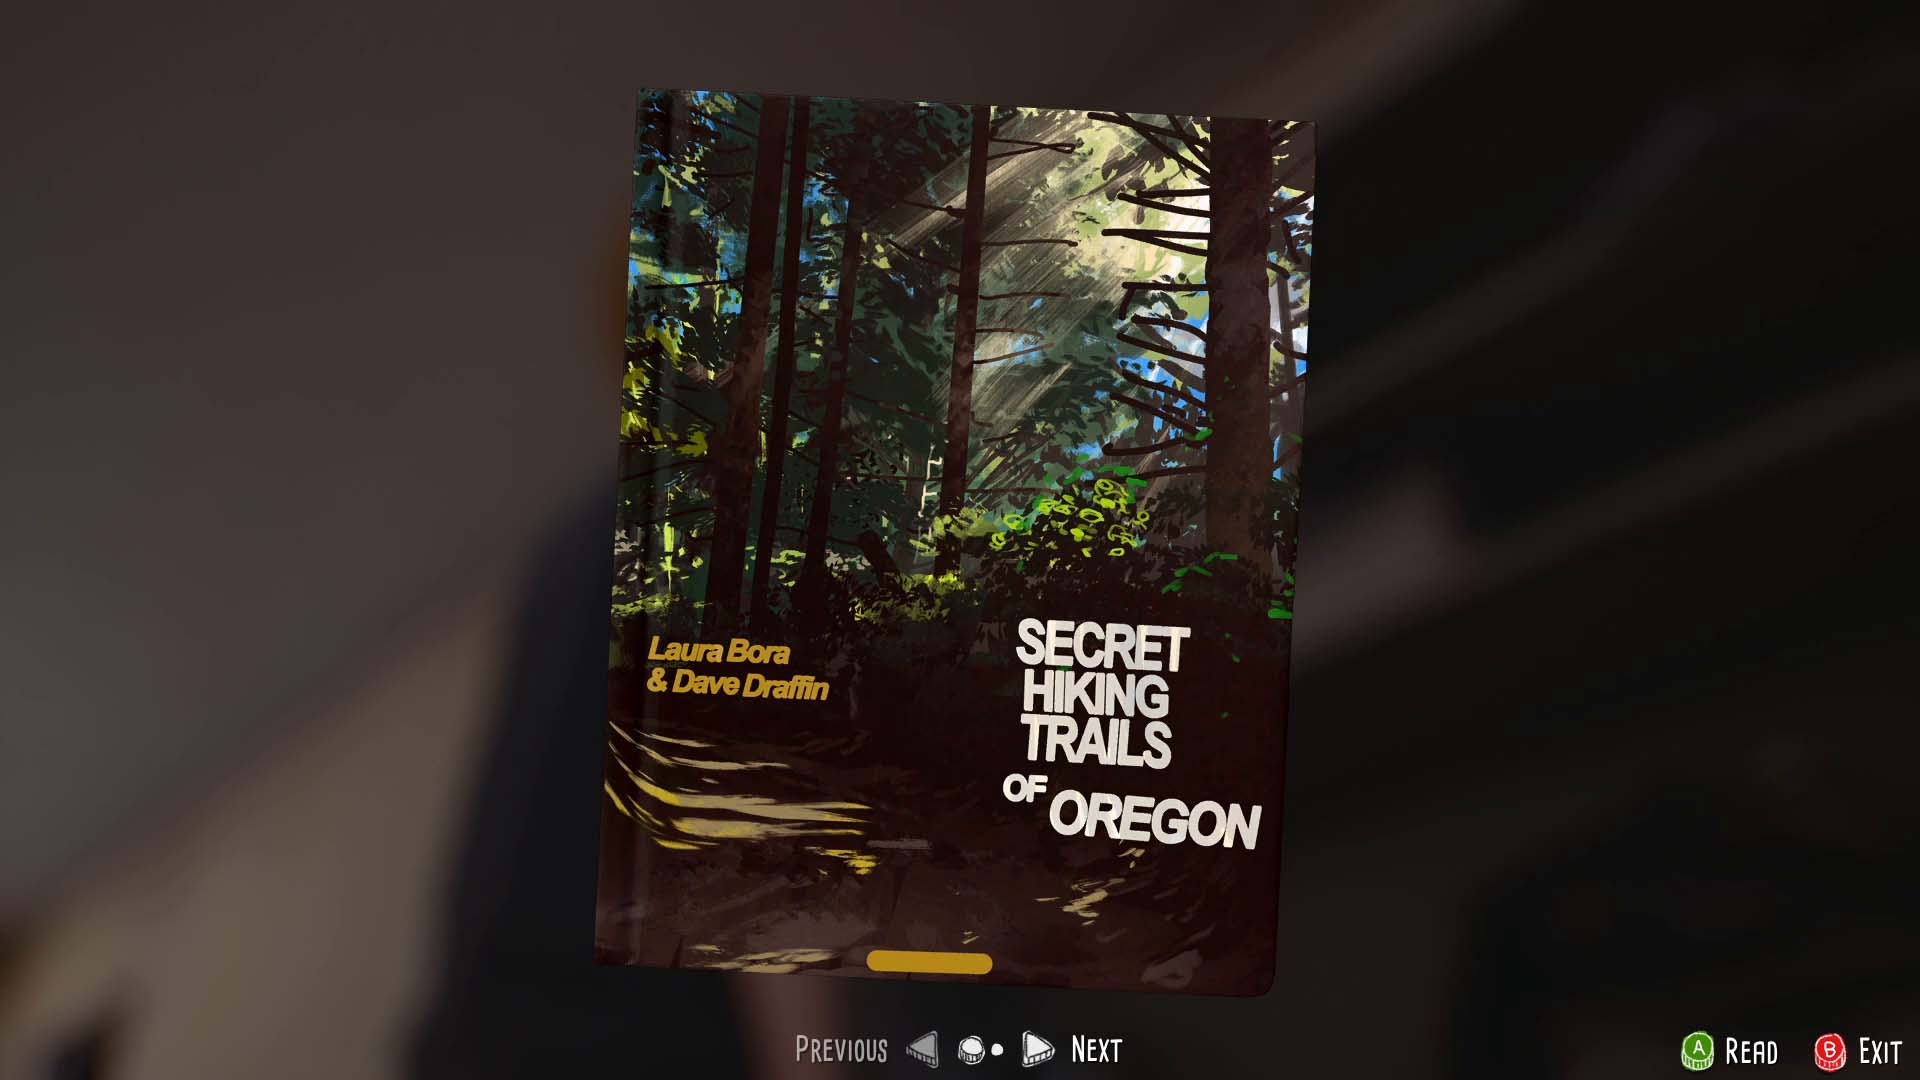 Laura Bora
& Dave Draffin
SECRET
HIKING
TRAILS
OF OREGON
PREVIOUS
NEXT
A READ
B EXIT